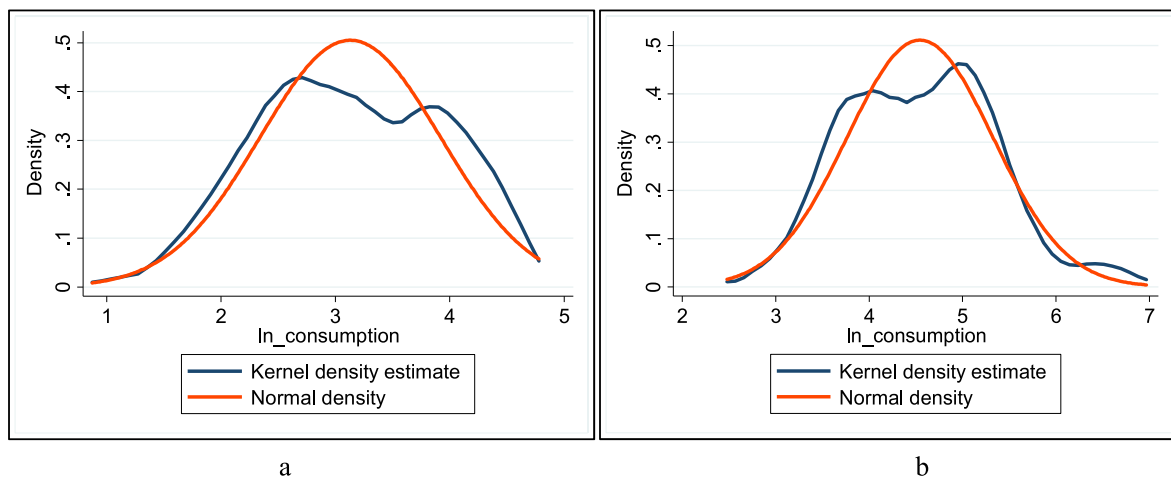 Density
.5
.4
.3
.2
.1
0
1 2 3 4 5
ln_consumption
Kernel density estimate
Normal density
a
Density
.5
.4
.3
.2
.1
0
2 3 4 5 6 7
ln_consumption
Kernel density estimate
Normal density
b